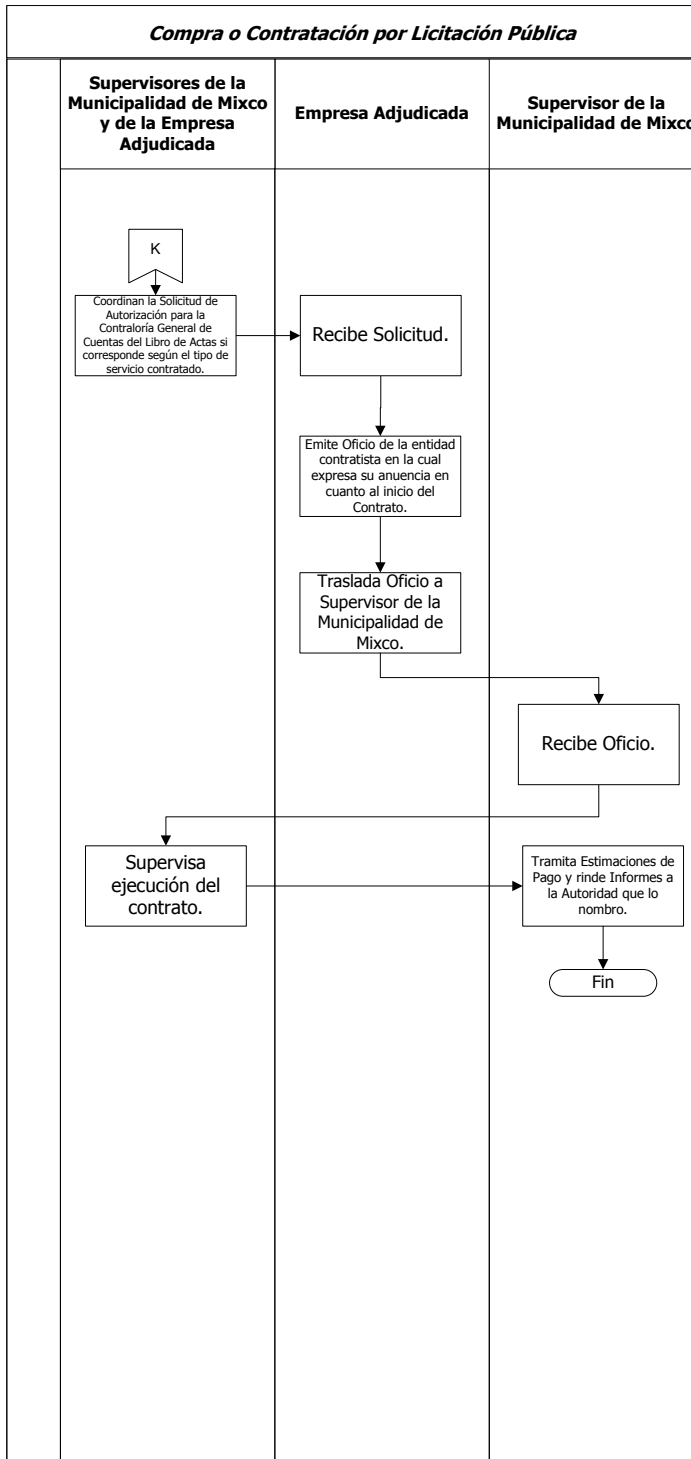 Compra o Contratación por Licitación Pública
Supervisores de la
Municipalidad de Mixco
y de la Empresa
Adjudicada
Empresa Adjudicada
Supervisor de la
Municipalidad de Mixco
K
Coordinan la Solicitud de
Autorización para la
Contraloría General de
Cuentas del Libro de Actas si
corresponde según el tipo de
servicio contratado.
Recibe Solicitud.
Emite Oficio de la entidad
contratista en la cual
expresa su anuencia en
cuanto al inicio del
Contrato.
Traslada Oficio a
Supervisor de la
Municipalidad de
Mixco.
Recibe Oficio.
Supervisa
ejecución del
contrato.
Tramita Estimaciones de
Pago y rinde Informes a
la Autoridad que lo
nombro.
Fin